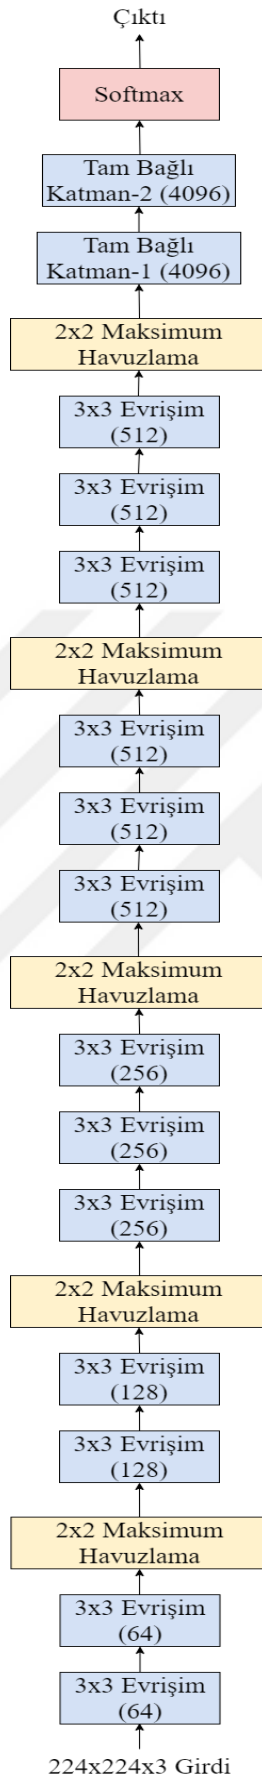 Çıktı
Softmax
Tam Bağlı
Katman-2 (4096)
Tam Bağlı
Katman-1 (4096)
2x2 Maksimum
Havuzlama
3x3 Evrişim
(512)
3x3 Evrişim
(512)
3x3 Evrişim
(512)
2x2 Maksimum
Havuzlama
3x3 Evrişim
(512)
3x3 Evrişim
(512)
3x3 Evrişim
(512)
2x2 Maksimum
Havuzlama
3x3 Evrişim
(256)
3x3 Evrişim
(256)
3x3 Evrişim
(256)
2x2 Maksimum
Havuzlama
3x3 Evrişim
(128)
3x3 Evrişim
(128)
2x2 Maksimum
Havuzlama
3x3 Evrişim
(64)
3x3 Evrişim
(64)
224x224x3 Girdi